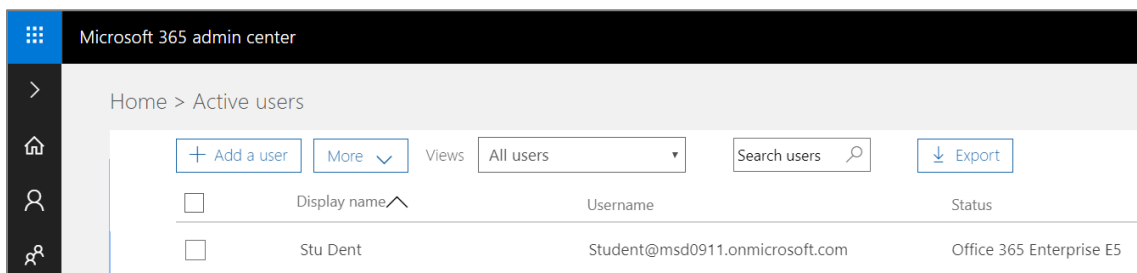 Microsoft 365 admin center
Home > Active users
+ Add a user More Views All users Search users Export
Display name Username Status
Stu Dent Student@msd0911.onmicrosoft.com Office 365 Enterprise E5